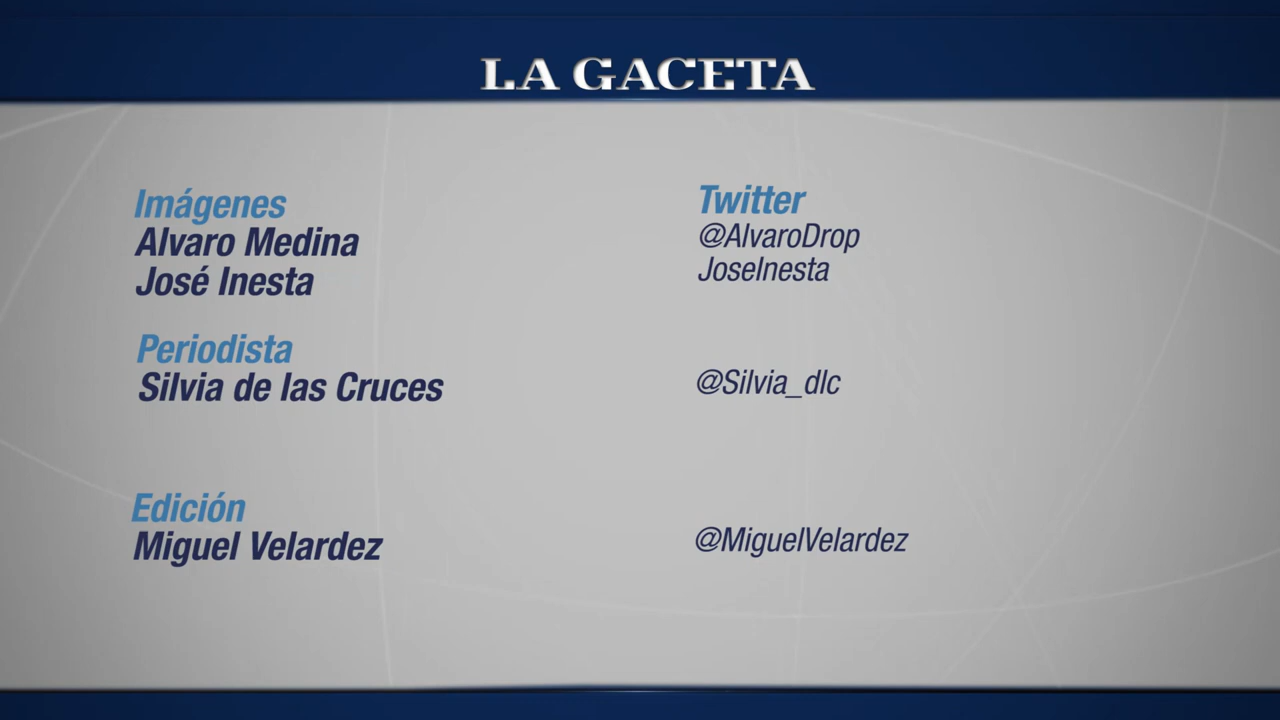 LA GACETA
Imágenes
Alvaro Medina
José Inesta
Twitter
@AlvaroDrop
JoseInesta
Periodista
Silvia de las Cruces
@Silvia_dlc
Edición
Miguel Velardez
@MiguelVelardez